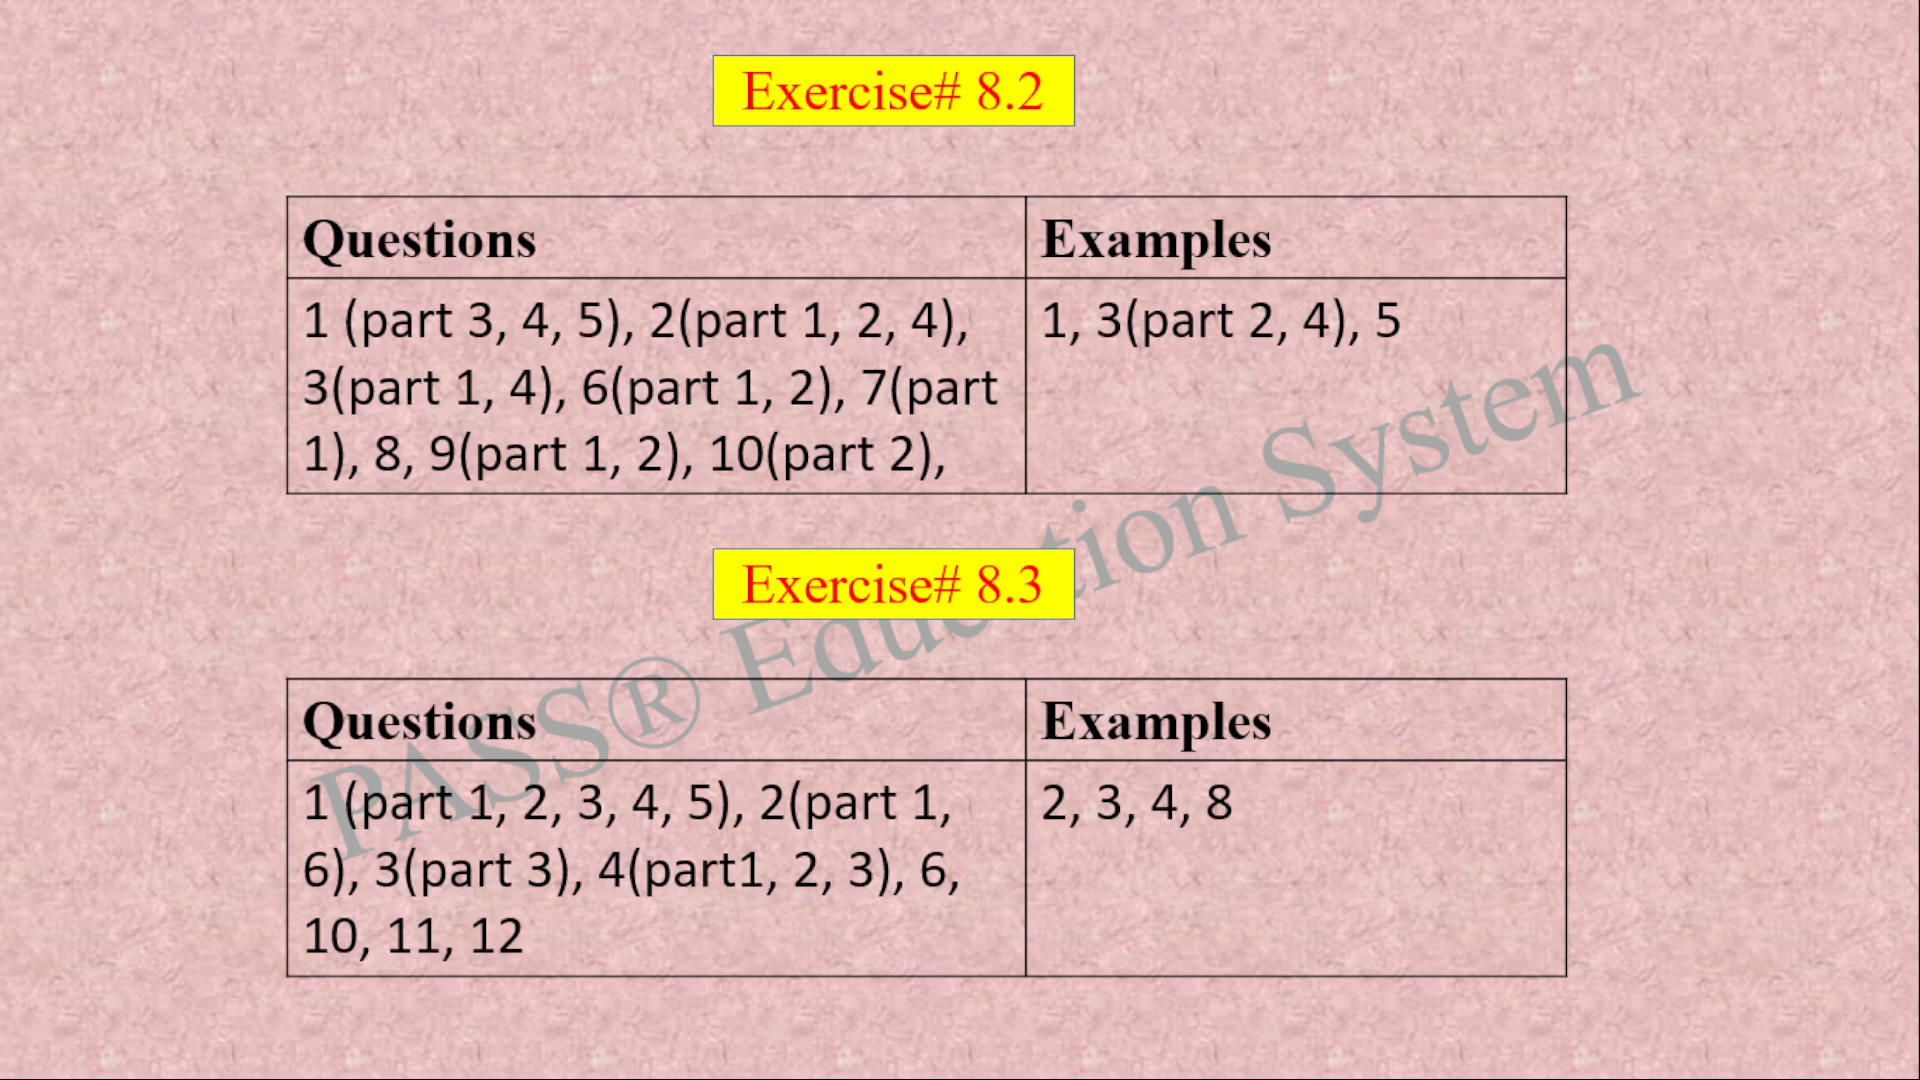 Exercise# 8.2
Questions
Examples
1 (part 3, 4, 5), 2(part 1, 2, 4),
3(part 1, 4), 6(part 1, 2), 7(part
1), 8, 9(part 1, 2), 10(part 2),
1, 3(part 2, 4), 5
Exercise# 8.3
Questions
Examples
1 (part 1, 2, 3, 4, 5), 2(part 1,
6), 3(part 3), 4(part1, 2, 3), 6,
10, 11, 12
2, 3, 4, 8
PASS® Education System